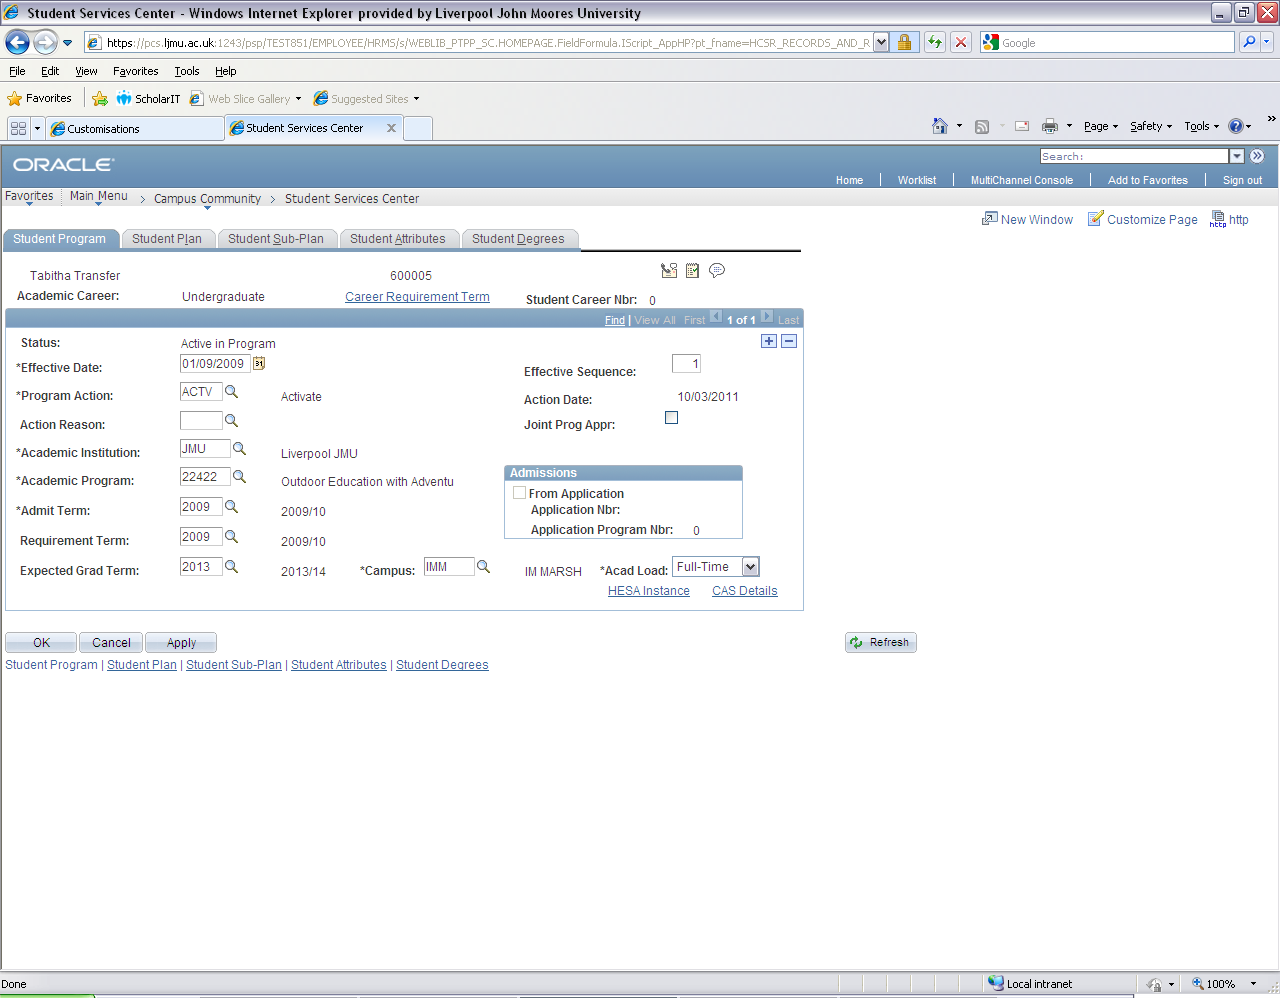 Student Services Center - Windows Internet Explorer provided by Liverpool John Moores University
https://pcs.ljmu.ac.uk:1243/psp/TEST851/EMPLOYEE/HRMS/s/WEBLIB_PTPP_SC.HOMEPAGE.FieldFormula.IScript_AppHP?pt_fname=HCSR_RECORDS_AND_R Google
File Edit View Favorites Tools Help
Favorites ScholarIT Web Slice Gallery Suggested Sites
Customisations Student Services Center X Page Safety Tools »
ORACLE Search:
Home Worklist MultiChannel Console Add to Favorites Sign out
Favorites Main Menu > Campus Community > Student Services Center
New Window Customize Page http
Student Program Student Plan Student Sub-Plan Student Attributes Student Degrees
Tabitha Transfer 600005
Academic Career: Undergraduate Career Requirement Term Student Career Nbr: 0
Find | View All First 1 of 1 Last
Status: Active in Program
*Effective Date: 01/09/2009 31 Effective Sequence: 1
*Program Action: ACTV Activate Action Date: 10/03/2011
Action Reason: Joint Prog Appr:
*Academic Institution: JMU Liverpool JMU
*Academic Program: 22422 Outdoor Education with Adventu
Admissions
From Application
Application Nbr:
Application Program Nbr: 0
*Admit Term: 2009 2009/10
Requirement Term: 2009 2009/10
Expected Grad Term: 2013 2013/14 *Campus: IMM IM MARSH *Acad Load: Full-Time
HESA Instance CAS Details
OK Cancel Apply Refresh
Student Program | Student Plan | Student Sub-Plan | Student Attributes | Student Degrees
Done Local intranet 100%